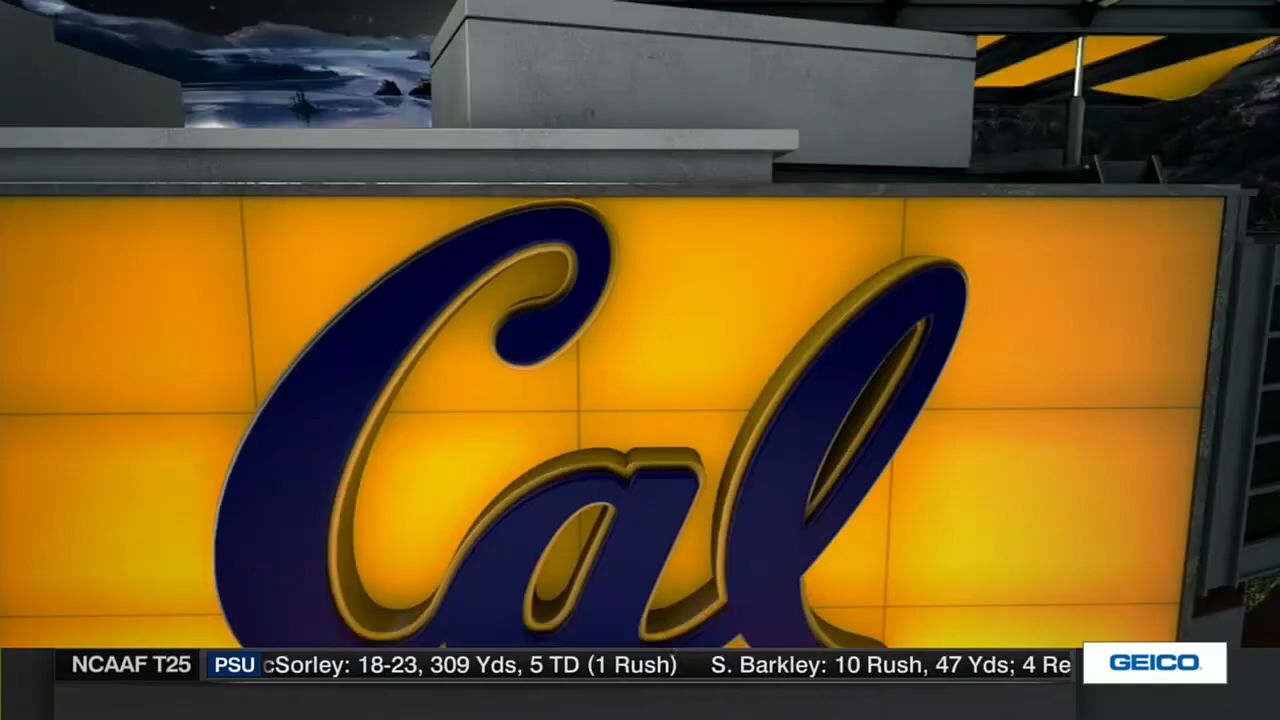 Cal
NCAAF T25 PSU cSorley: 18-23, 309 Yds, 5 TD (1 Rush) S. Barkley: 10 Rush, 47 Yds; 4 Re GEICO